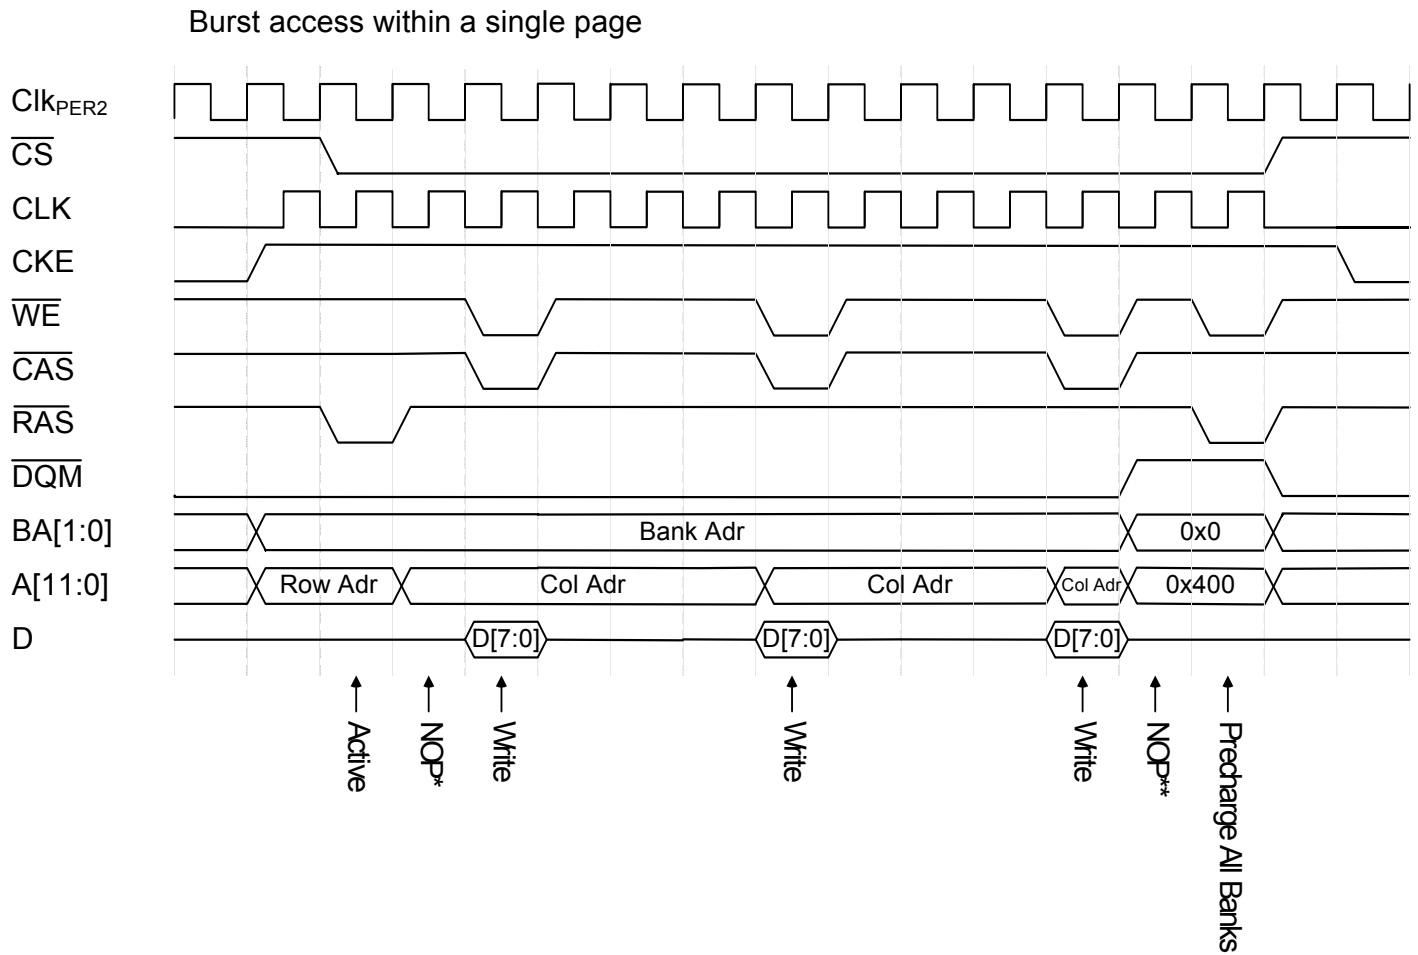 Burst access within a single page
ClkPER2
CS
CLK
CKE
WE
CAS
RAS
DQM
BA[1:0] Bank Adr 0x0
A[11:0] Row Adr Col Adr Col Adr Col Adr 0x400
D D[7:0] D[7:0] D[7:0]
Active
NOP*
Write
Write
Write
NOP**
Precharge All Banks